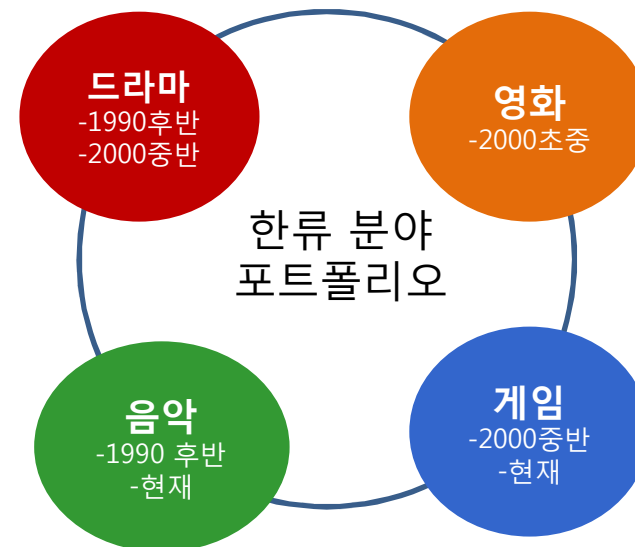 드라마
-1990후반
-2000중반
영화
-2000초중
한류 분야
포트폴리오
음악
-1990 후반
-현재
게임
-2000중반
-현재